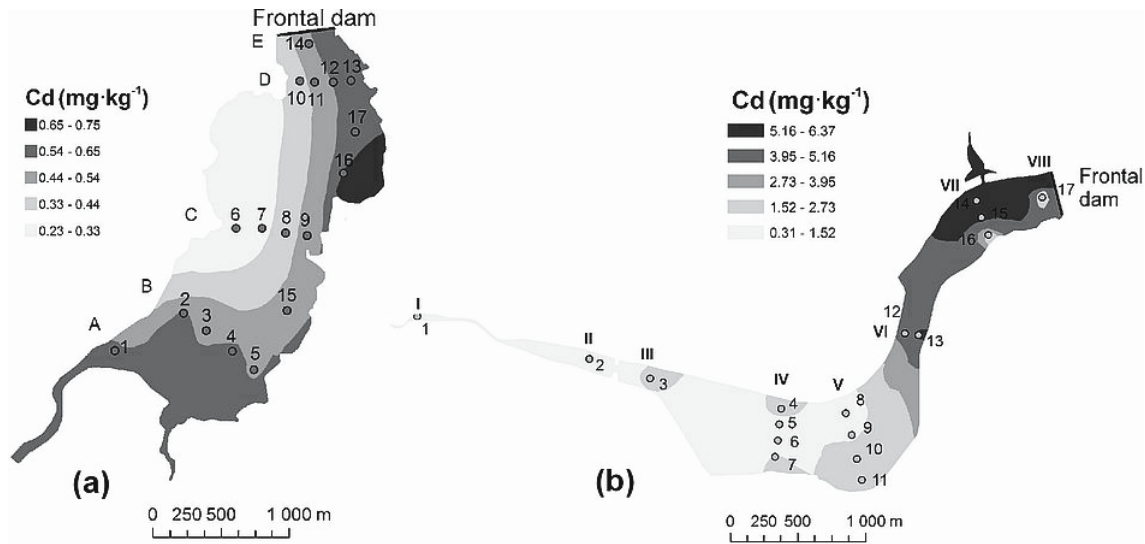 Frontal dam
E
14
D
12 13
10 11
Cd (mg·kg⁻¹)
0.65 - 0.75
0.54 - 0.65
0.44 - 0.54
0.33 - 0.44
0.23 - 0.33
17
16
C
6 7 8 9
B
2
15
A
3
1
4
5
(a)
0 250 500 1 000 m
Cd (mg·kg⁻¹)
5.16 - 6.37
3.95 - 5.16
2.73 - 3.95
1.52 - 2.73
0.31 - 1.52
VIII
VII
17
Frontal
dam
14
15
16
I
1
12
VI
13
II
2
III
3
IV
V
4
8
5
9
6
10
7
11
(b)
0 250 500 1 000 m